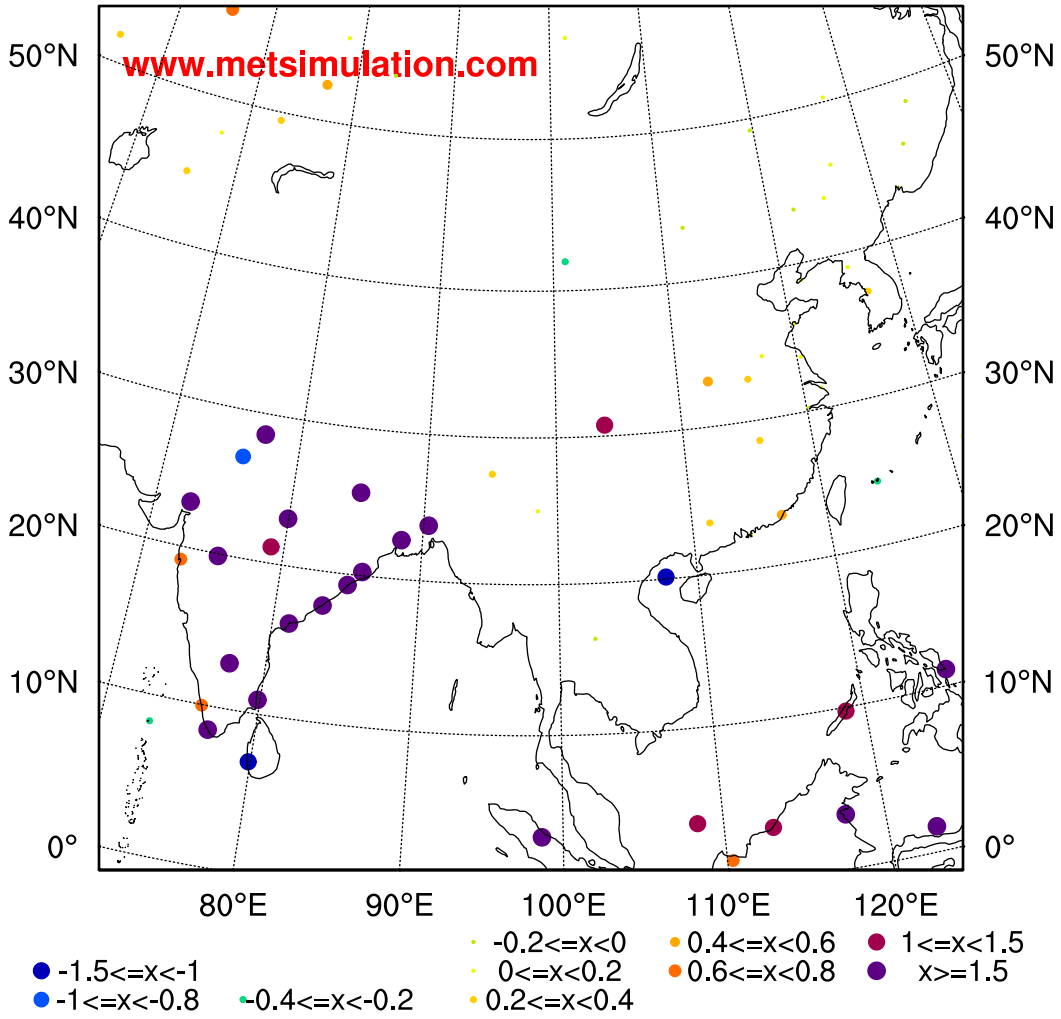 www.metsimulation.com
50°N 50°N
40°N 40°N
30°N 30°N
20°N 20°N
10°N 10°N
0° 0°
80°E 90°E 100°E 110°E 120°E
-0.2<=x<0 0.4<=x<0.6 1<=x<1.5
-1.5<=x<-1 0<=x<0.2 0.6<=x<0.8 x>=1.5
-1<=x<-0.8 -0.4<=x<-0.2 0.2<=x<0.4